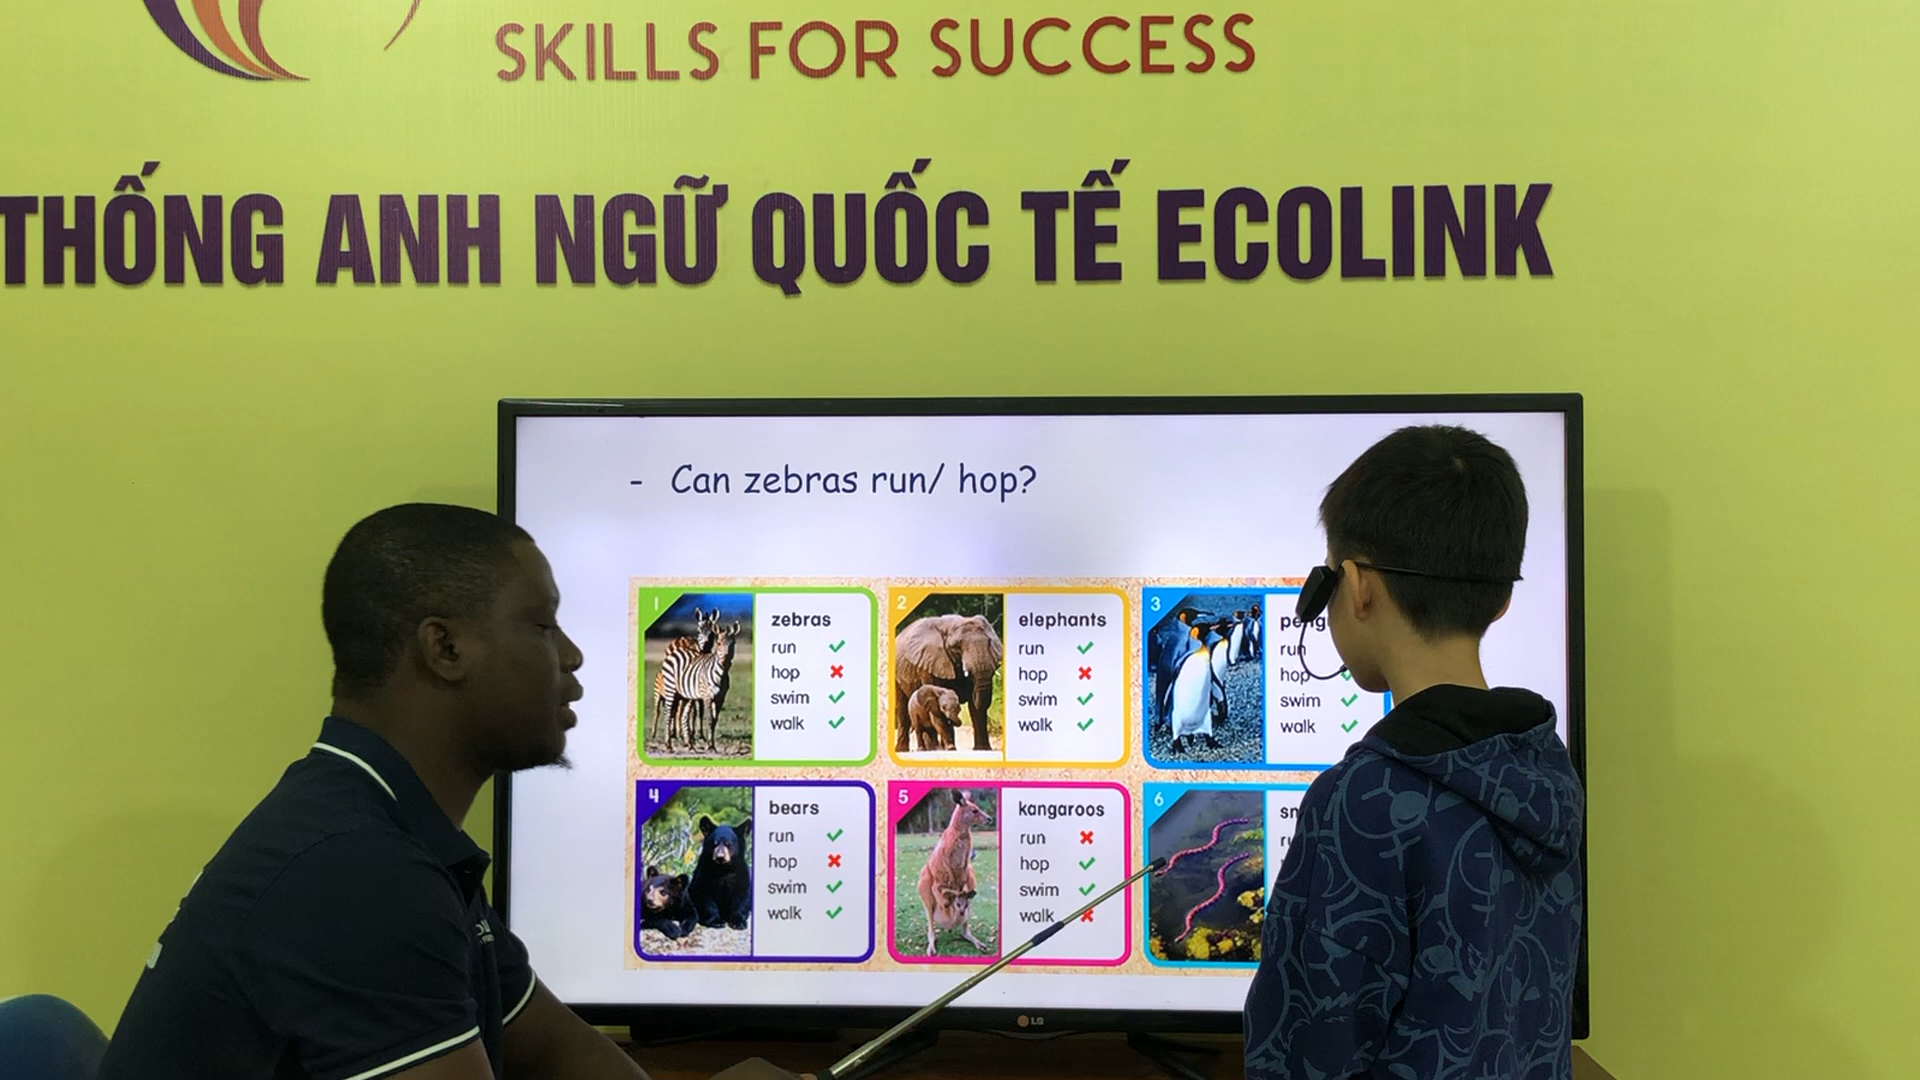 SKILLS FOR SUCCESS
THỐNG ANH NGỮ QUỐC TẾ ECOLINK
- Can zebras run/ hop?
1
zebras
run
hop
swim
walk
2
elephants
run
hop
swim
walk
3
run
hop
swim
walk
4
bears
run
hop
swim
walk
5
kangaroos
run
hop
swim
walk
6
LG